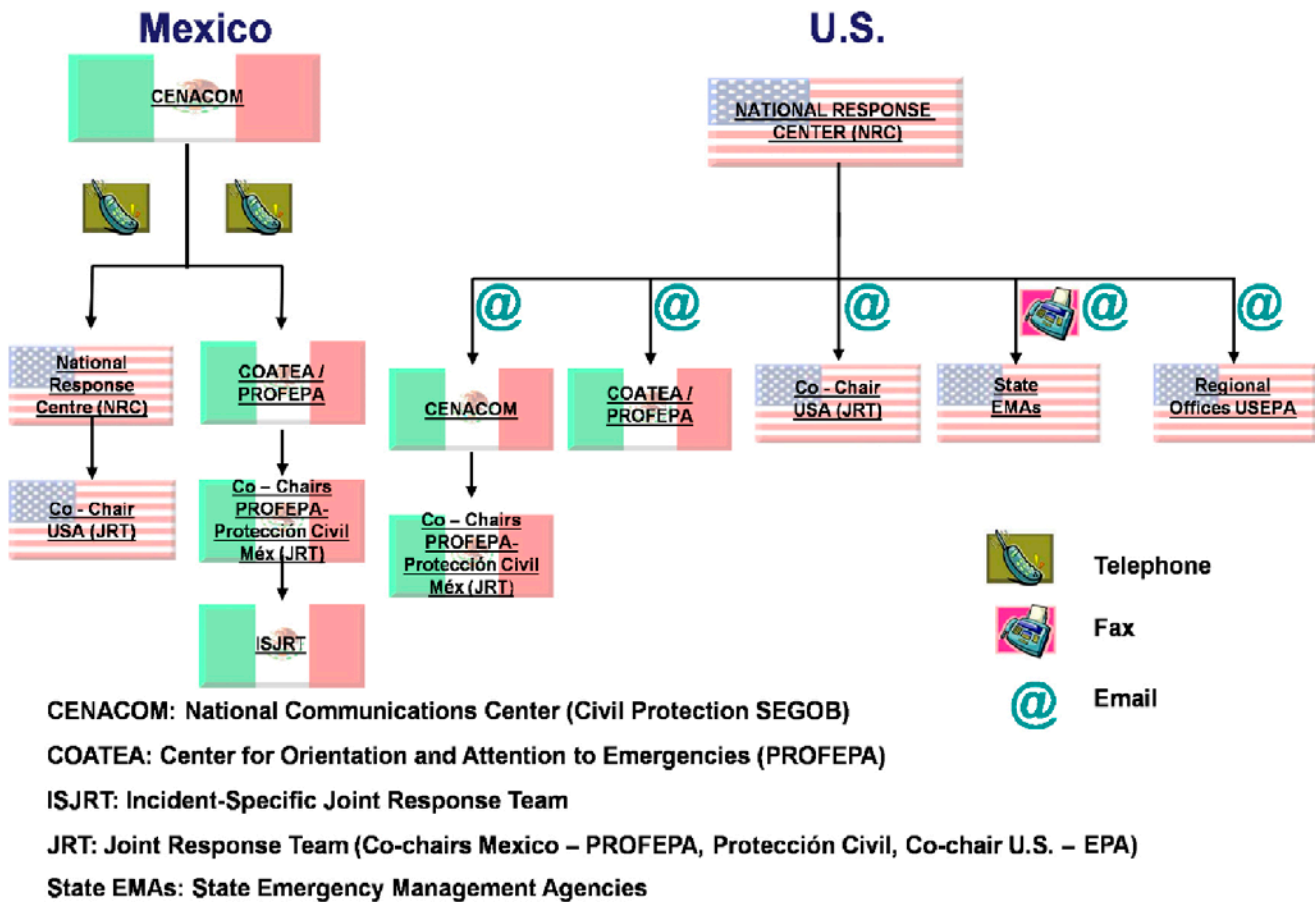 Mexico
U.S.
CENACOM
NATIONAL RESPONSE
CENTER (NRC)
@
@
@
@
@
National
Response
Centre (NRC)
COATEA /
PROFEPA
CENACOM
COATEA /
PROFEPA
Co - Chair
USA (JRT)
State
EMAs
Regional
Offices USEPA
Co - Chair
USA (JRT)
Co – Chairs
PROFEPA-
Protección Civil
Méx (JRT)
Co – Chairs
PROFEPA-
Protección Civil
Méx (JRT)
ISJRT
Telephone
Fax
@ Email
CENACOM: National Communications Center (Civil Protection SEGOB)
COATEA: Center for Orientation and Attention to Emergencies (PROFEPA)
ISJRT: Incident-Specific Joint Response Team
JRT: Joint Response Team (Co-chairs Mexico – PROFEPA, Protección Civil, Co-chair U.S. – EPA)
State EMAs: State Emergency Management Agencies